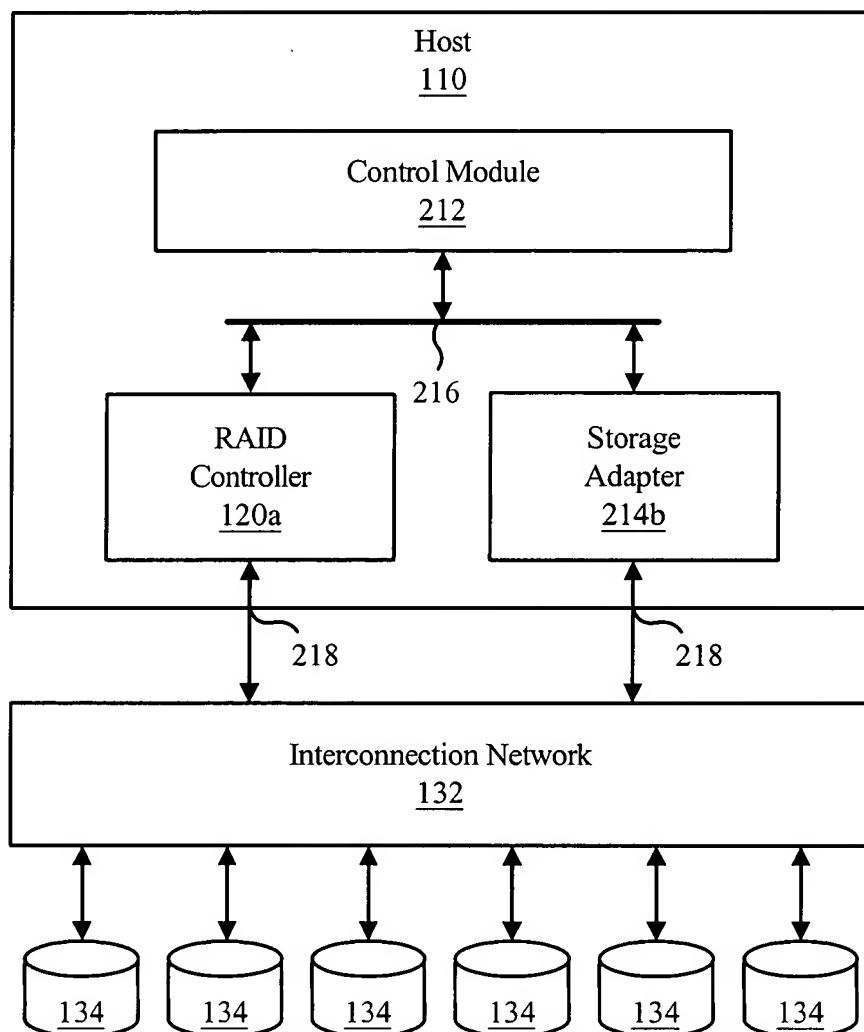 Host
110
Control Module
212
216
RAID
Controller
120a
Storage
Adapter
214b
218
218
Interconnection Network
132
134
134
134
134
134
134